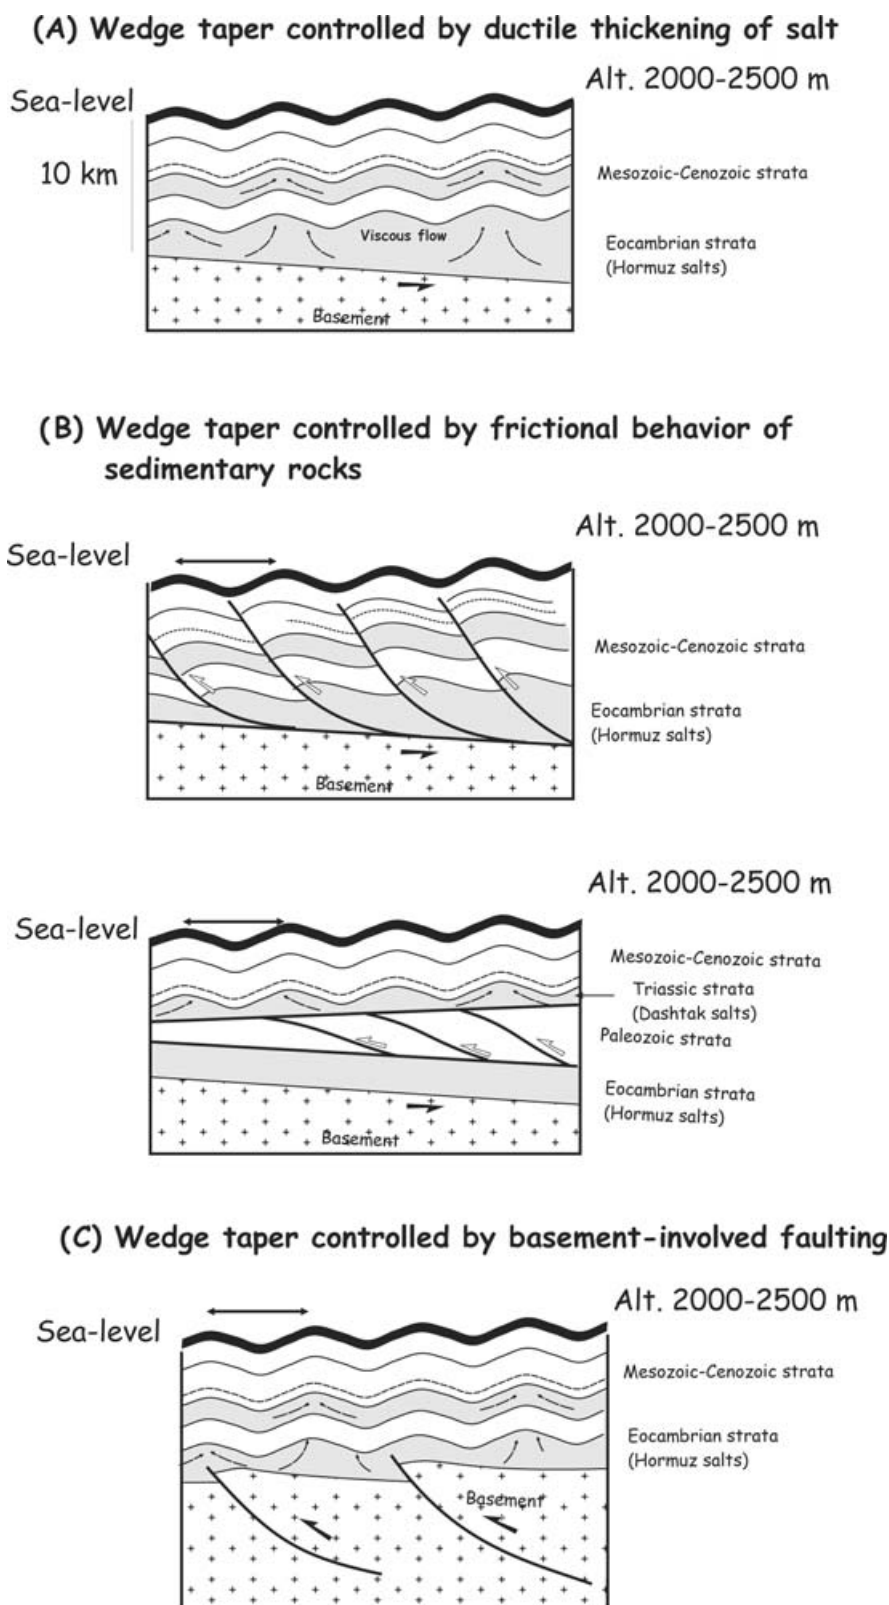 (A) Wedge taper controlled by ductile thickening of salt
Alt. 2000-2500 m
Sea-level
10 km
Mesozoic-Cenozoic strata
Viscous flow
Eocambrian strata
(Hormuz salts)
Basement
(B) Wedge taper controlled by frictional behavior of
sedimentary rocks
Alt. 2000-2500 m
Sea-level
Mesozoic-Cenozoic strata
Eocambrian strata
(Hormuz salts)
Basement
Alt. 2000-2500 m
Sea-level
Mesozoic-Cenozoic strata
Triassic strata
(Dashtak salts)
Paleozoic strata
Eocambrian strata
(Hormuz salts)
Basement
(C) Wedge taper controlled by basement-involved faulting
Alt. 2000-2500 m
Sea-level
Mesozoic-Cenozoic strata
Eocambrian strata
(Hormuz salts)
Basement